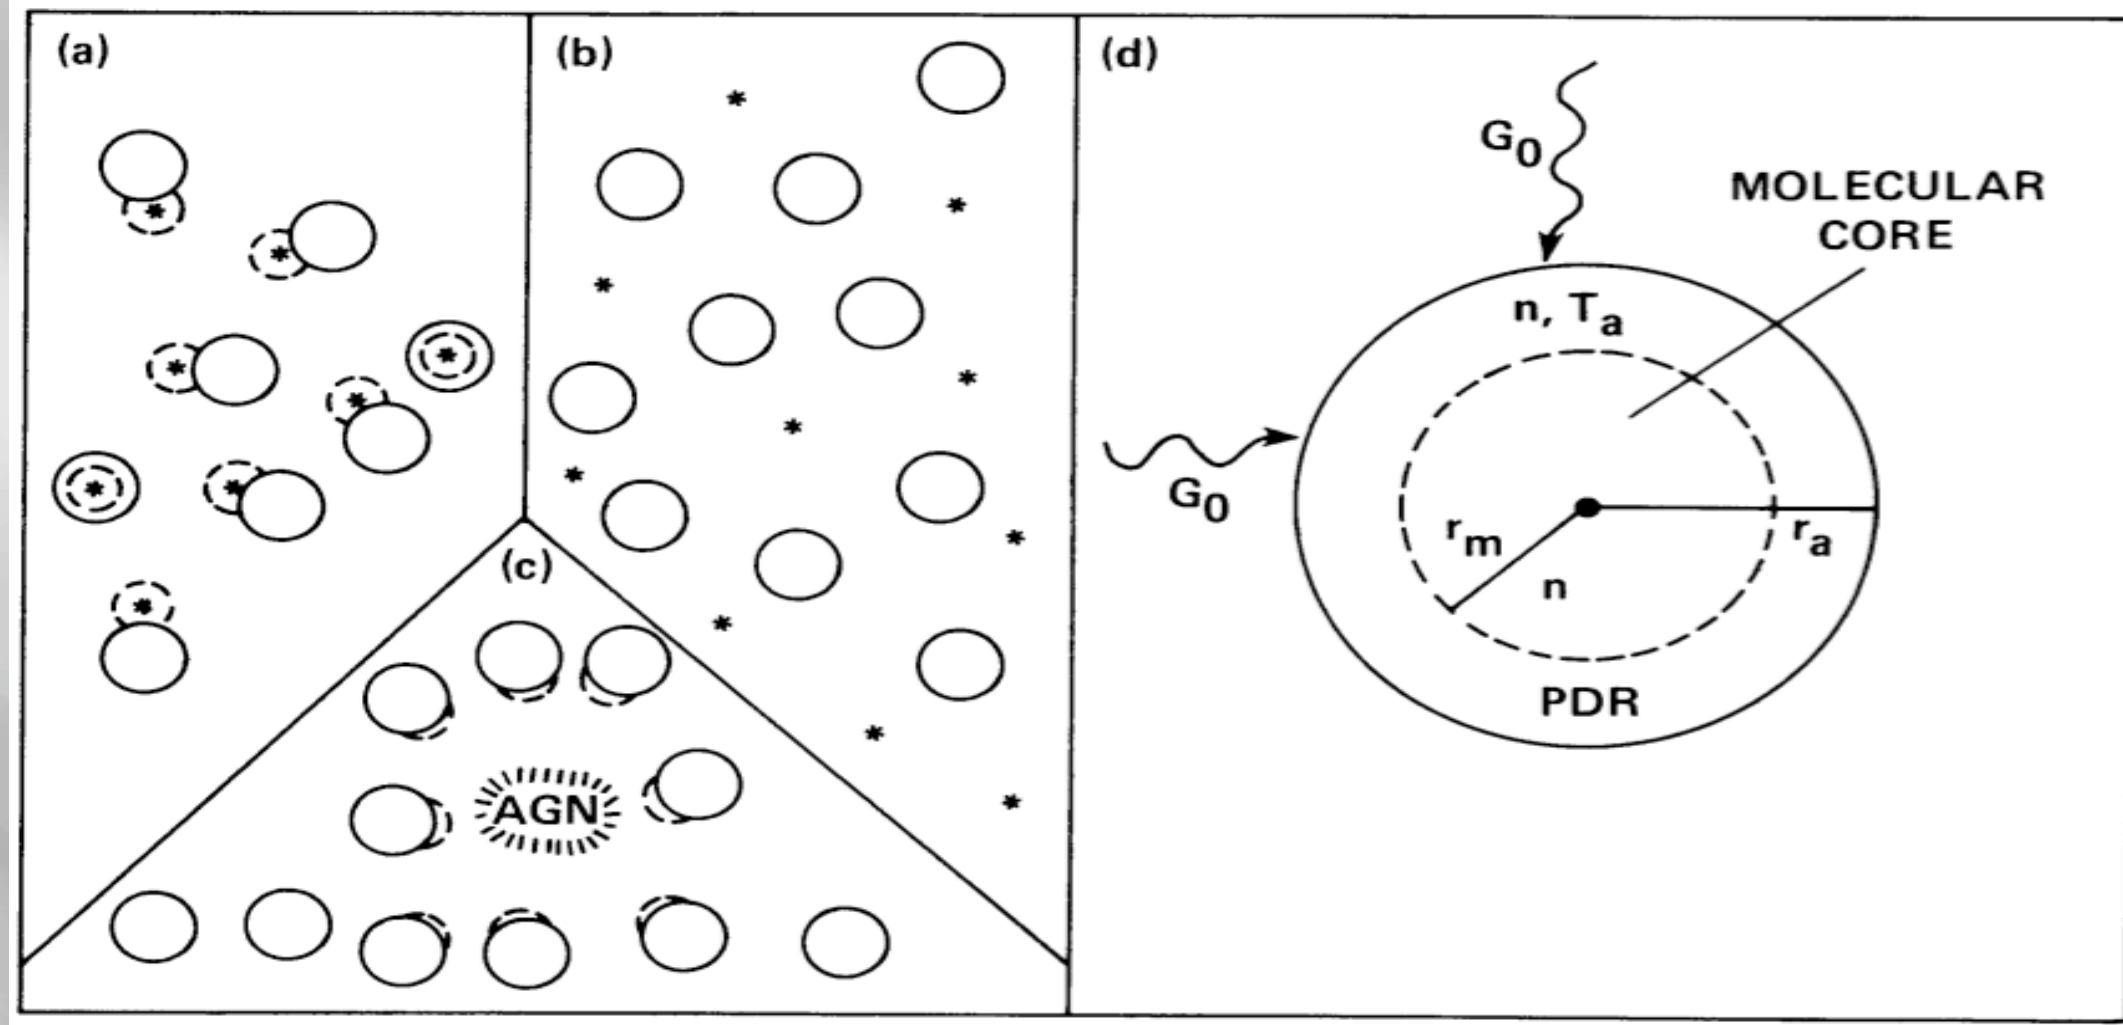 (a)
(b)
(c)
AGN
(d)
G₀
MOLECULAR
CORE
n, Tₐ
G₀
rₘ
rₐ
n
PDR